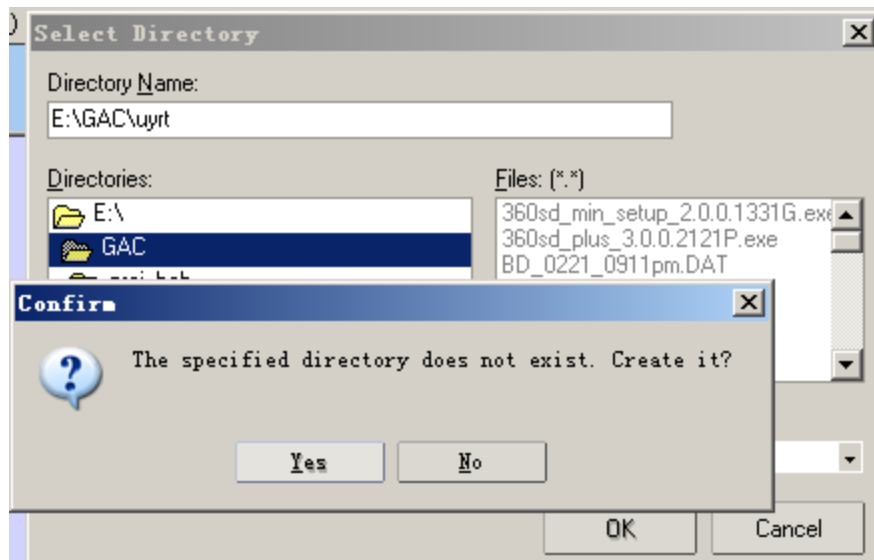 )
Select Directory
Directory Name:
E:\GAC\uyrt
Directories:
Files: (*.*)
E:\
GAC
360sd_min_setup_2.0.0.1331G.exe
360sd_plus_3.0.0.2121P.exe
BD_0221_0911pm.DAT
Confirm
The specified directory does not exist. Create it?
Yes
No
OK
Cancel